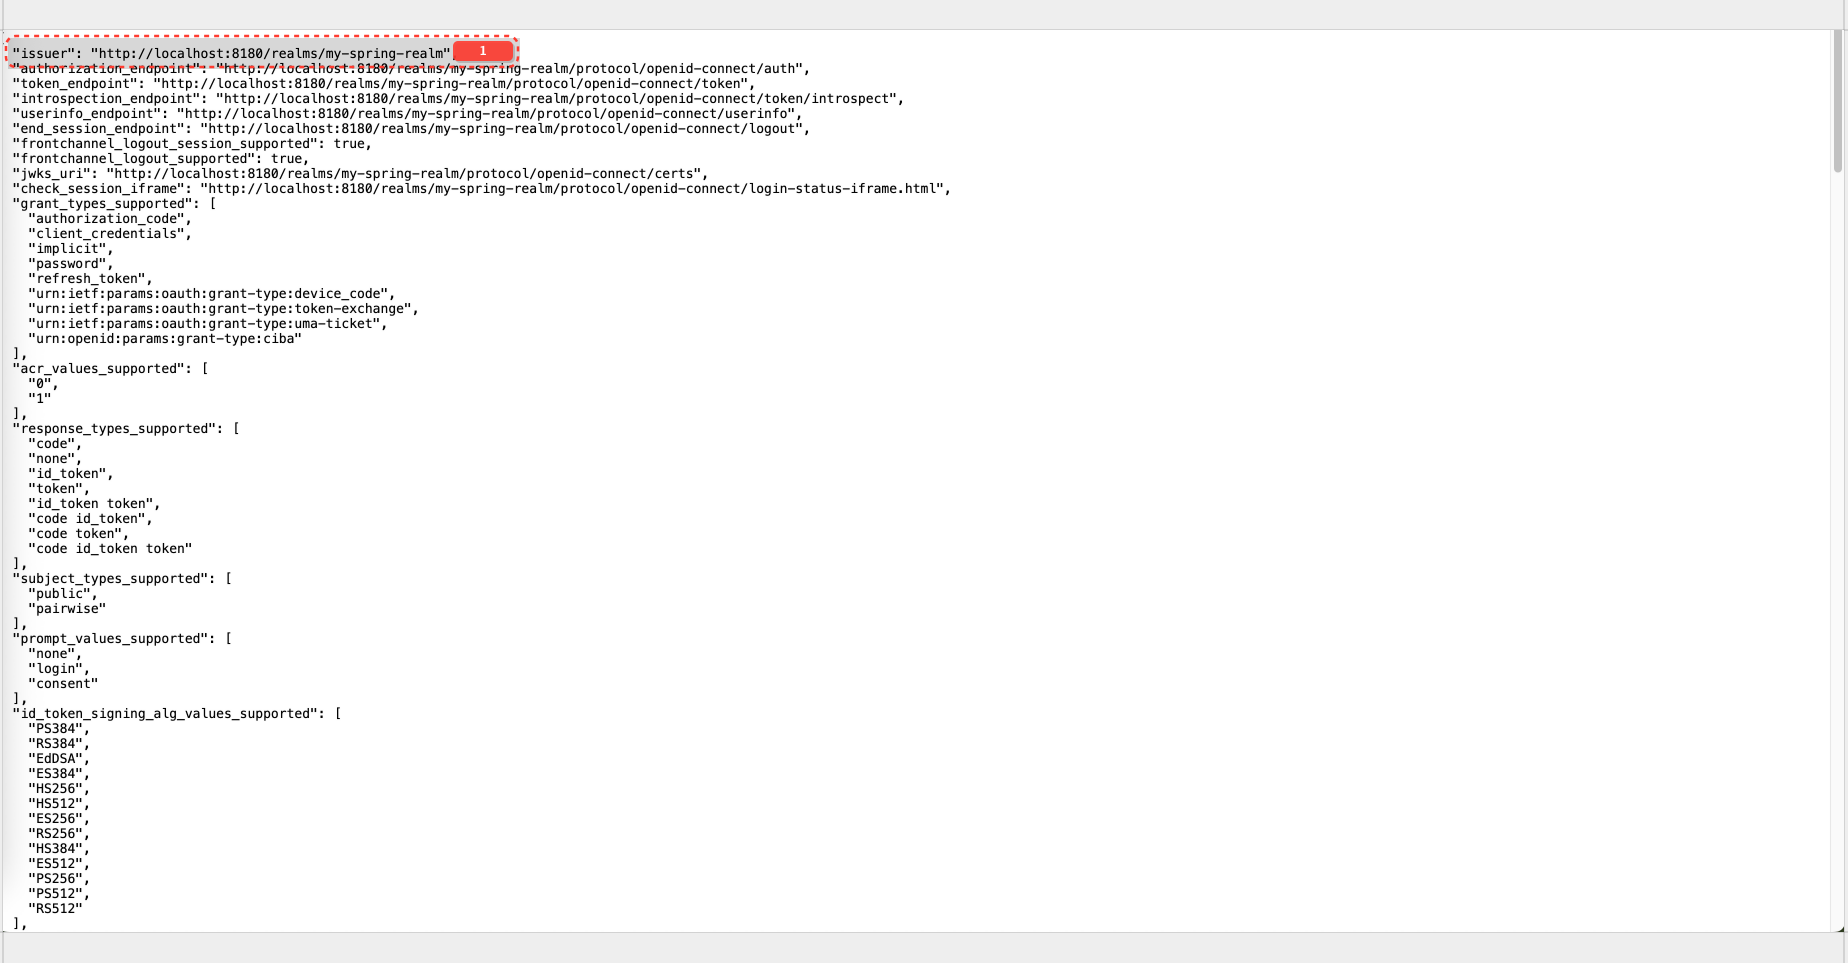 "issuer": "http://localhost:8180/realms/my-spring-realm" 1
"authorization_endpoint": "http://localhost:8180/realms/my-spring-realm/protocol/openid-connect/auth",
"token_endpoint": "http://localhost:8180/realms/my-spring-realm/protocol/openid-connect/token",
"introspection_endpoint": "http://localhost:8180/realms/my-spring-realm/protocol/openid-connect/token/introspect",
"userinfo_endpoint": "http://localhost:8180/realms/my-spring-realm/protocol/openid-connect/userinfo",
"end_session_endpoint": "http://localhost:8180/realms/my-spring-realm/protocol/openid-connect/logout",
"frontchannel_logout_session_supported": true,
"frontchannel_logout_supported": true,
"jwks_uri": "http://localhost:8180/realms/my-spring-realm/protocol/openid-connect/certs",
"check_session_iframe": "http://localhost:8180/realms/my-spring-realm/protocol/openid-connect/login-status-iframe.html",
"grant_types_supported": [
"authorization_code",
"client_credentials",
"implicit",
"password",
"refresh_token",
"urn:ietf:params:oauth:grant-type:device_code",
"urn:ietf:params:oauth:grant-type:token-exchange",
"urn:ietf:params:oauth:grant-type:uma-ticket",
"urn:openid:params:grant-type:ciba"
],
"acr_values_supported": [
"0",
"1"
],
"response_types_supported": [
"code",
"none",
"id_token",
"token",
"id_token token",
"code id_token",
"code token",
"code id_token token"
],
"subject_types_supported": [
"public",
"pairwise"
],
"prompt_values_supported": [
"none",
"login",
"consent"
],
"id_token_signing_alg_values_supported": [
"PS384",
"RS384",
"EdDSA",
"ES384",
"HS256",
"HS512",
"ES256",
"RS256",
"HS384",
"ES512",
"PS256",
"PS512",
"RS512"
],